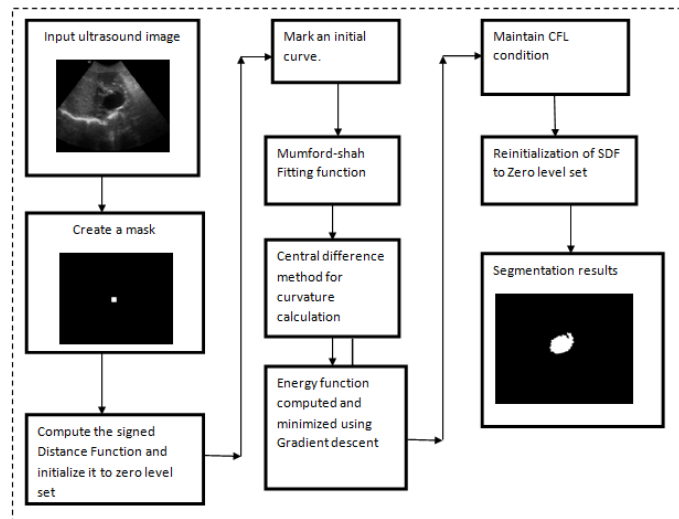 Input ultrasound image
Create a mask
Compute the signed
Distance Function and
initialize it to zero level
set
Mark an initial
curve.
Mumford-shah
Fitting function
Central difference
method for
curvature
calculation
Energy function
computed and
minimized using
Gradient descent
Maintain CFL
condition
Reinitialization of SDF
to Zero level set
Segmentation results